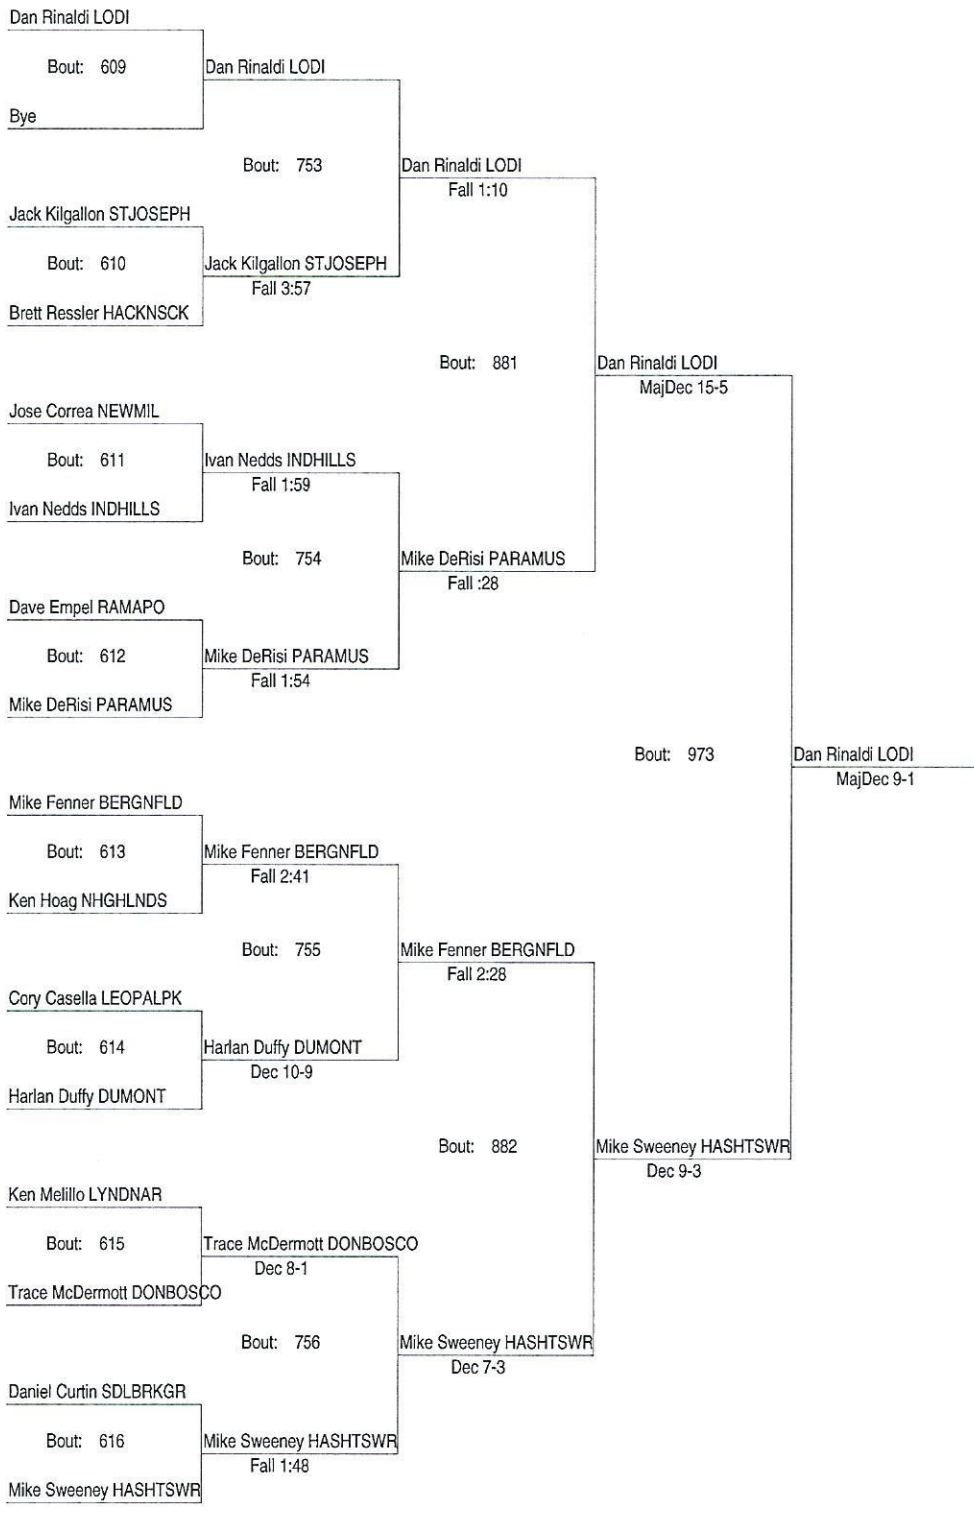 Dan Rinaldi LODI
Bout: 609
Dan Rinaldi LODI
Bye
Bout: 753
Dan Rinaldi LODI
Fall 1:10
Jack Kilgallon STJOSEPH
Bout: 610
Jack Kilgallon STJOSEPH
Fall 3:57
Brett Ressler HACKNSCK
Bout: 881
Dan Rinaldi LODI
MajDec 15-5
Jose Correa NEWMIL
Bout: 611
Ivan Nedds INDHILLS
Fall 1:59
Ivan Nedds INDHILLS
Bout: 754
Mike DeRisi PARAMUS
Fall :28
Dave Empel RAMAPO
Bout: 612
Mike DeRisi PARAMUS
Fall 1:54
Mike DeRisi PARAMUS
Bout: 973
Dan Rinaldi LODI
MajDec 9-1
Mike Fenner BERGNFLD
Bout: 613
Mike Fenner BERGNFLD
Fall 2:41
Ken Hoag NHGHLNDS
Bout: 755
Mike Fenner BERGNFLD
Fall 2:28
Cory Casella LEOPALPK
Bout: 614
Harlan Duffy DUMONT
Dec 10-9
Harlan Duffy DUMONT
Bout: 882
Mike Sweeney HASHTSWR
Dec 9-3
Ken Melillo LYNDNAR
Bout: 615
Trace McDermott DONBOSCO
Dec 8-1
Trace McDermott DONBOSCO
Bout: 756
Mike Sweeney HASHTSWR
Dec 7-3
Daniel Curtin SDLBRKGR
Bout: 616
Mike Sweeney HASHTSWR
Fall 1:48
Mike Sweeney HASHTSWR